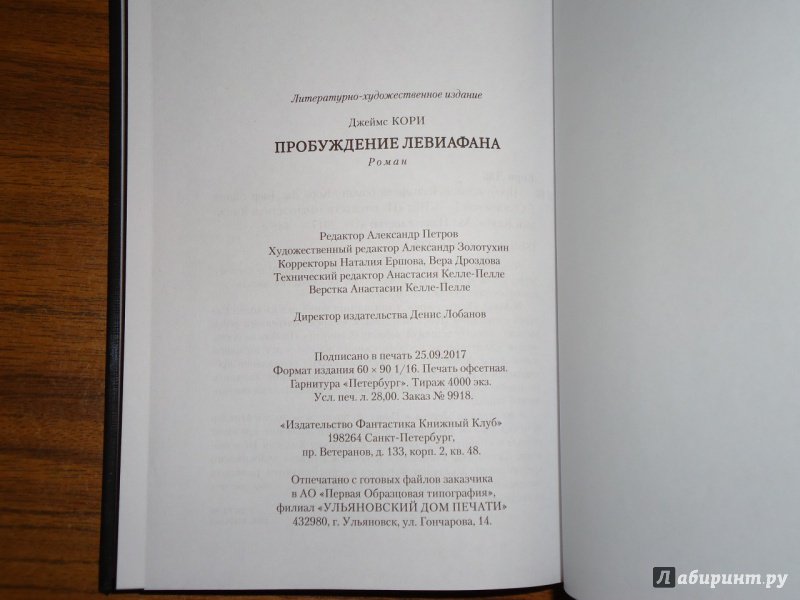 Литературно-художественное издание
Джеймс КОРИ
ПРОБУЖДЕНИЕ ЛЕВИАФАНА
Роман
Редактор Александр Петров
Художественный редактор Александр Золотухин
Корректоры Наталия Ершова, Вера Дроздова
Технический редактор Анастасия Келле-Пелле
Верстка Анастасии Келле-Пелле
Директор издательства Денис Лобанов
Подписано в печать 25.09.2017
Формат издания 60 × 90 1/16. Печать офсетная.
Гарнитура «Петербург». Тираж 4000 экз.
Усл. печ. л. 28,00. Заказ № 9918.
«Издательство Фантастика Книжный Клуб»
198264 Санкт-Петербург,
пр. Ветеранов, д. 133, корп. 2, кв. 48.
Отпечатано с готовых файлов заказчика
в АО «Первая Образцовая типография»,
филиал «УЛЬЯНОВСКИЙ ДОМ ПЕЧАТИ»
432980, г. Ульяновск, ул. Гончарова, 14.
Лабиринт.ру